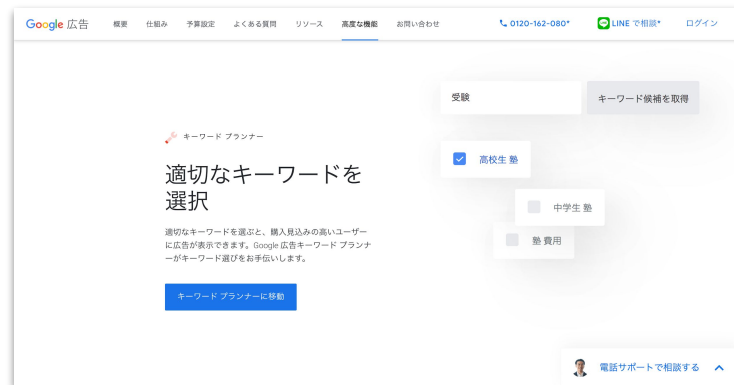 Google 広告 概要 仕組み 予算設定 よくある質問 リソース 高度な機能 お問い合わせ 0120-162-080* LINE で相談* ログイン
受験 キーワード候補を取得
キーワード プランナー
高校生 塾
適切なキーワードを
選択
中学生 塾
塾 費用
適切なキーワードを選ぶと、購入見込みの高いユーザー
に広告が表示できます。Google 広告キーワード プランナ
ーがキーワード選びをお手伝いします。
キーワード プランナーに移動
電話サポートで相談する